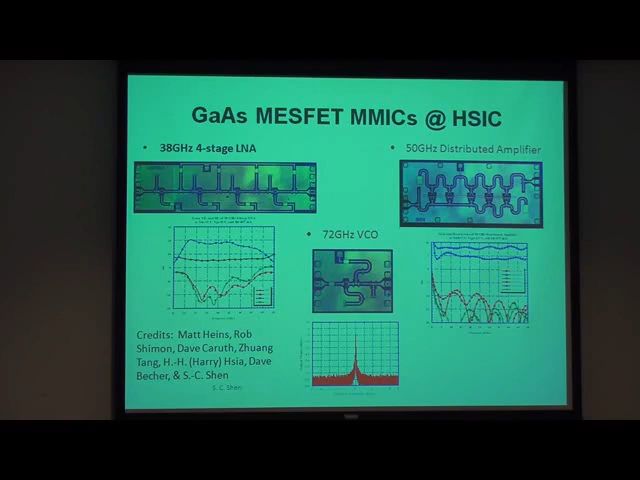 GaAs MESFET MMICs @ HSIC
• 38GHz 4-stage LNA
• 50GHz Distributed Amplifier
• 72GHz VCO
Credits: Matt Heins, Rob
Shimon, Dave Caruth, Zhuang
Tang, H.-H. (Harry) Hsia, Dave
Becher, & S.-C. Shen
S. C. Shen